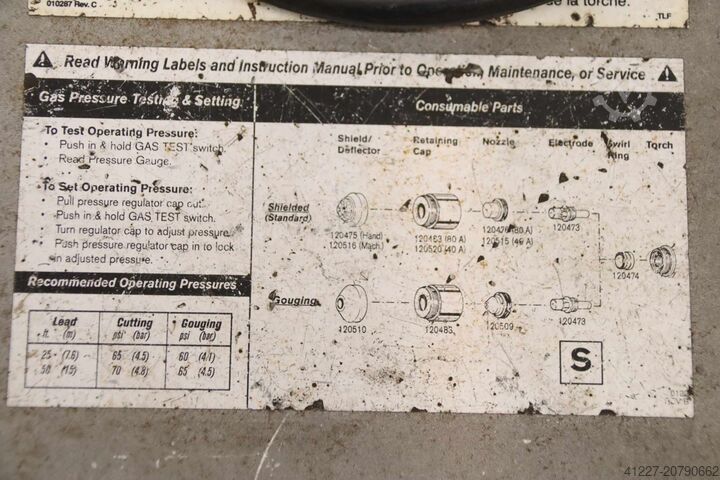 010287 Rev. C
de la torche.
TLF
Read Warning Labels and Instruction Manual Prior to Operation, Maintenance, or Service
Gas Pressure Testing & Setting
To Test Operating Pressure:
• Push in & hold GAS TEST switch.
• Read Pressure Gauge.
To Set Operating Pressure:
• Pull pressure regulator cap out.
• Push in & hold GAS TEST switch.
Turn regulator cap to adjust pressure.
• Push pressure regulator cap in to lock
in adjusted pressure.
Recommended Operating Pressures
Lead Cutting Gouging
ft. (m) psi (bar) psi (bar)
25 (7.6) 65 (4.5) 60 (4.1)
50 (15) 70 (4.8) 65 (4.5)
Consumable Parts
Shield/ Retaining Nozzle Electrode Swirl Torch
Deflector Cap Ring
Shielded
(Standard)
120475 (Hand)
120516 (Mach.)
120483 (80 A)
120520 (40 A)
120476 (80 A)
120515 (40 A)
120473
120474
Gouging
120510
120483
120509
120473
S
41227-20790662